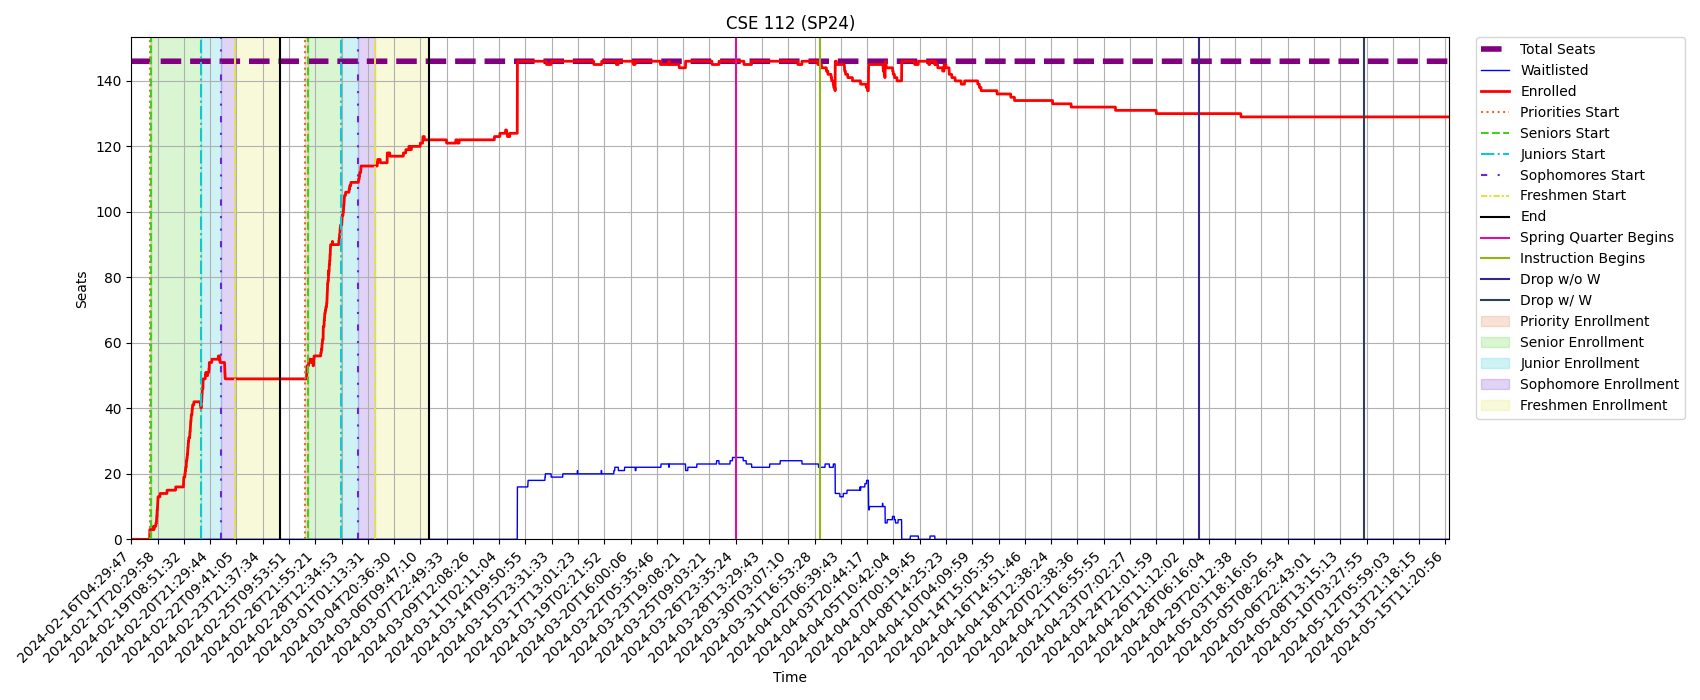 CSE 112 (SP24)
Seats
140
120
100
80
60
40
20
0
2024-02-16T04:29:47
2024-02-17T20:29:58
2024-02-19T08:51:32
2024-02-20T21:29:44
2024-02-22T09:41:05
2024-02-23T21:37:34
2024-02-25T09:53:51
2024-02-26T21:55:21
2024-02-28T12:34:53
2024-03-01T01:13:31
2024-03-04T20:36:30
2024-03-06T09:47:10
2024-03-07T22:49:33
2024-03-09T12:08:26
2024-03-11T02:11:04
2024-03-14T09:50:55
2024-03-15T23:31:33
2024-03-17T13:01:23
2024-03-19T02:21:52
2024-03-20T16:00:06
2024-03-22T05:35:46
2024-03-23T19:08:21
2024-03-25T09:03:21
2024-03-26T23:35:24
2024-03-28T13:29:43
2024-03-30T03:07:10
2024-03-31T16:53:28
2024-04-02T06:39:43
2024-04-03T20:44:17
2024-04-05T10:42:04
2024-04-07T00:19:45
2024-04-08T14:25:23
2024-04-10T04:09:59
2024-04-14T15:05:35
2024-04-16T14:51:46
2024-04-18T12:38:24
2024-04-20T02:38:36
2024-04-21T16:55:55
2024-04-23T07:02:27
2024-04-24T21:01:59
2024-04-26T11:12:02
2024-04-28T06:16:04
2024-04-29T20:12:38
2024-05-03T18:16:05
2024-05-05T08:26:54
2024-05-06T22:43:01
2024-05-08T13:15:13
2024-05-10T03:27:55
2024-05-12T05:59:03
2024-05-13T21:18:15
2024-05-15T11:20:56
Time
Total Seats
Waitlisted
Enrolled
Priorities Start
Seniors Start
Juniors Start
Sophomores Start
Freshmen Start
End
Spring Quarter Begins
Instruction Begins
Drop w/o W
Drop w/ W
Priority Enrollment
Senior Enrollment
Junior Enrollment
Sophomore Enrollment
Freshmen Enrollment